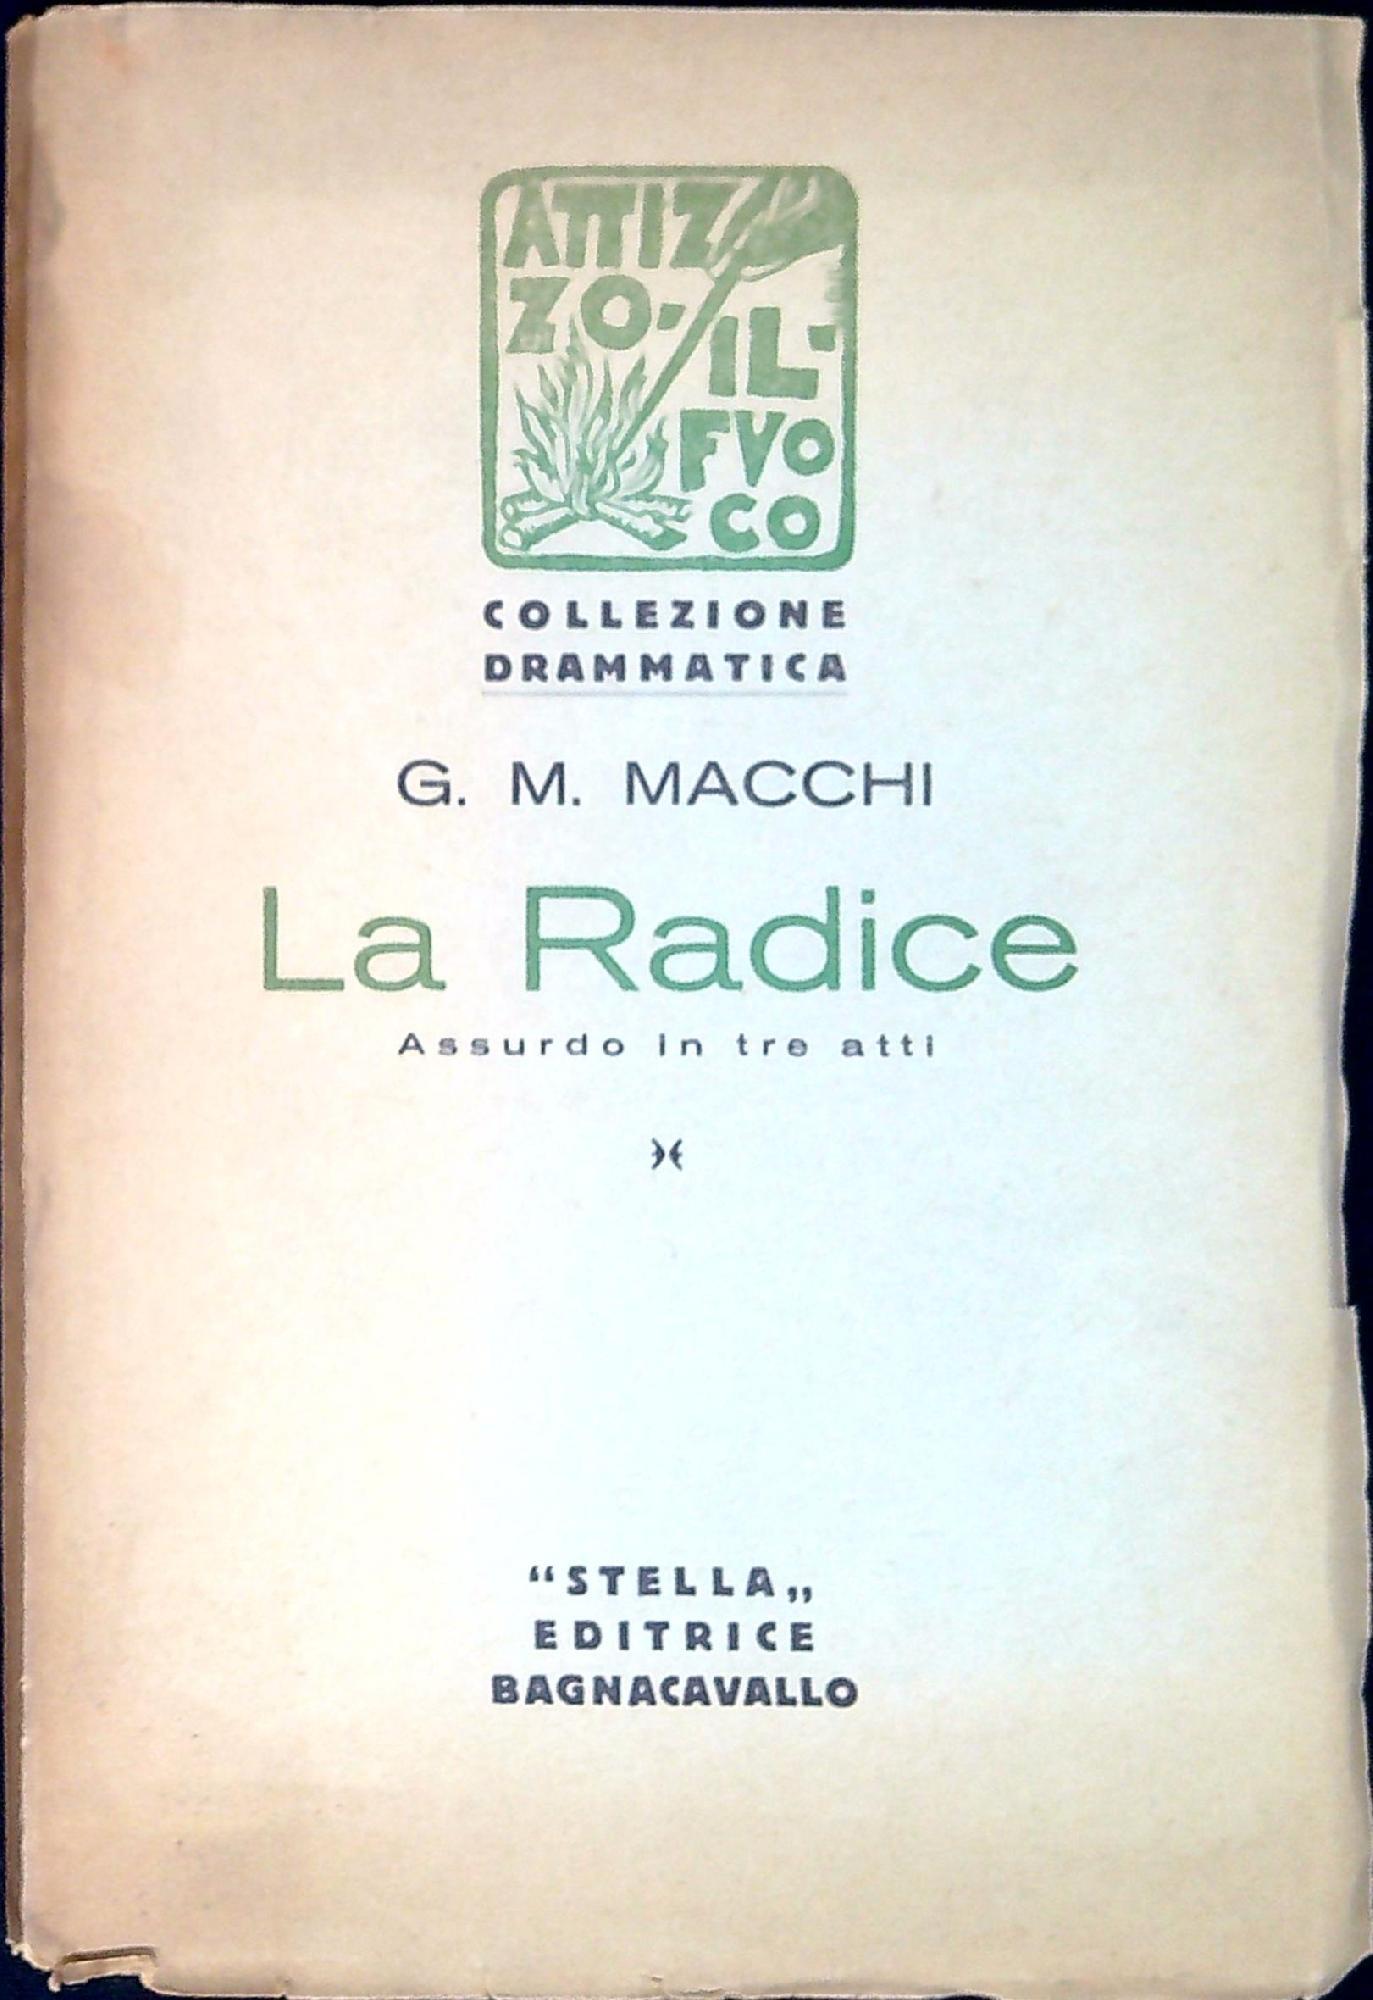 ATTIZ
ZO· IL·
FVO
CO
COLLEZIONE
DRAMMATICA
G. M. MACCHI
La Radice
Assurdo in tre atti
“STELLA„
EDITRICE
BAGNACAVALLO